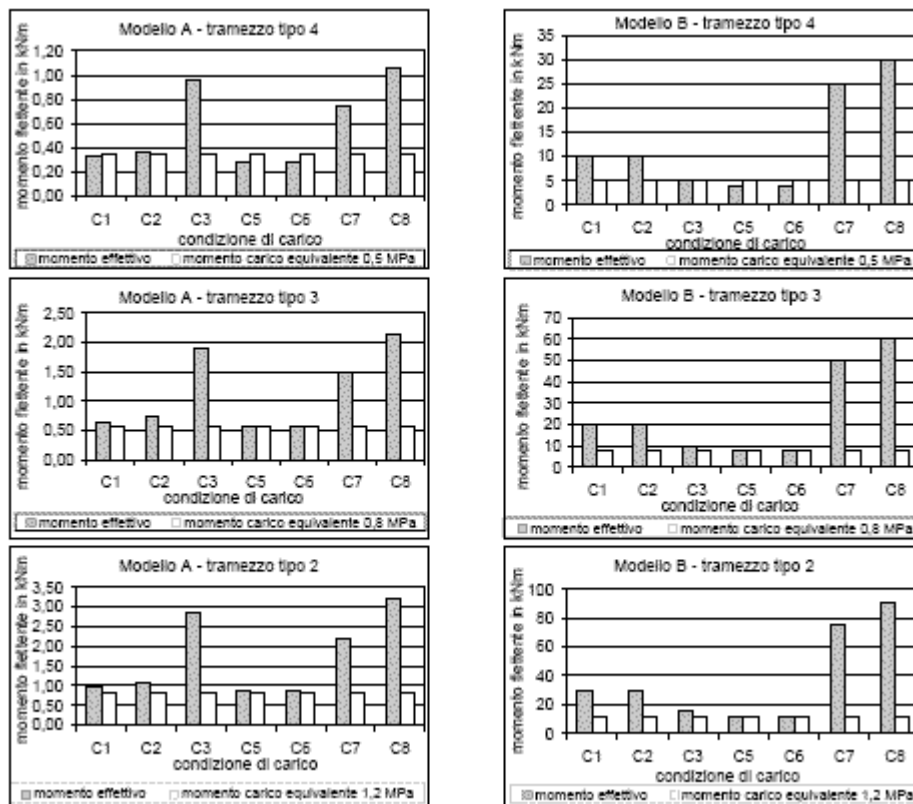 Modello A - tramezzo tipo 4
momento flettente in kNm
1,20
1,00
0,80
0,60
0,40
0,20
0,00
C1 C2 C3 C5 C6 C7 C8
condizione di carico
momento effettivo momento carico equivalente 0,5 MPa
Modello B - tramezzo tipo 4
momento flettente in kNm
35
30
25
20
15
10
5
0
C1 C2 C3 C5 C6 C7 C8
condizione di carico
momento effettivo momento carico equivalente 0,5 MPa
Modello A - tramezzo tipo 3
momento flettente in kNm
2,50
2,00
1,50
1,00
0,50
0,00
C1 C2 C3 C5 C6 C7 C8
condizione di carico
momento effettivo momento carico equivalente 0,8 MPa
Modello B - tramezzo tipo 3
momento flettente in kNm
70
60
50
40
30
20
10
0
C1 C2 C3 C5 C6 C7 C8
condizione di carico
momento effettivo momento carico equivalente 0,8 MPa
Modello A - tramezzo tipo 2
momento flettente in kNm
3,50
3,00
2,50
2,00
1,50
1,00
0,50
0,00
C1 C2 C3 C5 C6 C7 C8
condizione di carico
momento effettivo momento carico equivalente 1,2 MPa
Modello B - tramezzo tipo 2
momento flettente in kNm
100
80
60
40
20
0
C1 C2 C3 C5 C6 C7 C8
condizione di carico
momento effettivo momento carico equivalente 1,2 MPa